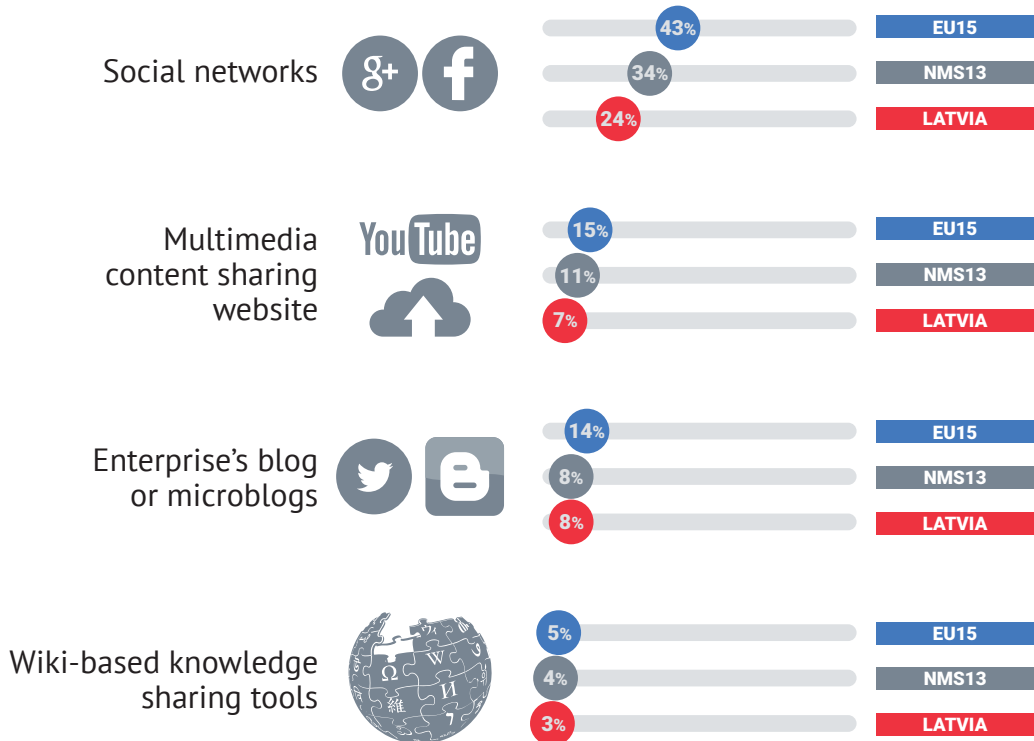 Social networks
g+ f
43%
EU15
34%
NMS13
24%
LATVIA
Multimedia
content sharing
website
YouTube
15%
EU15
11%
NMS13
7%
LATVIA
Enterprise’s blog
or microblogs
14%
EU15
8%
NMS13
8%
LATVIA
Wiki-based knowledge
sharing tools
Ω W
維 И
5%
EU15
4%
NMS13
3%
LATVIA